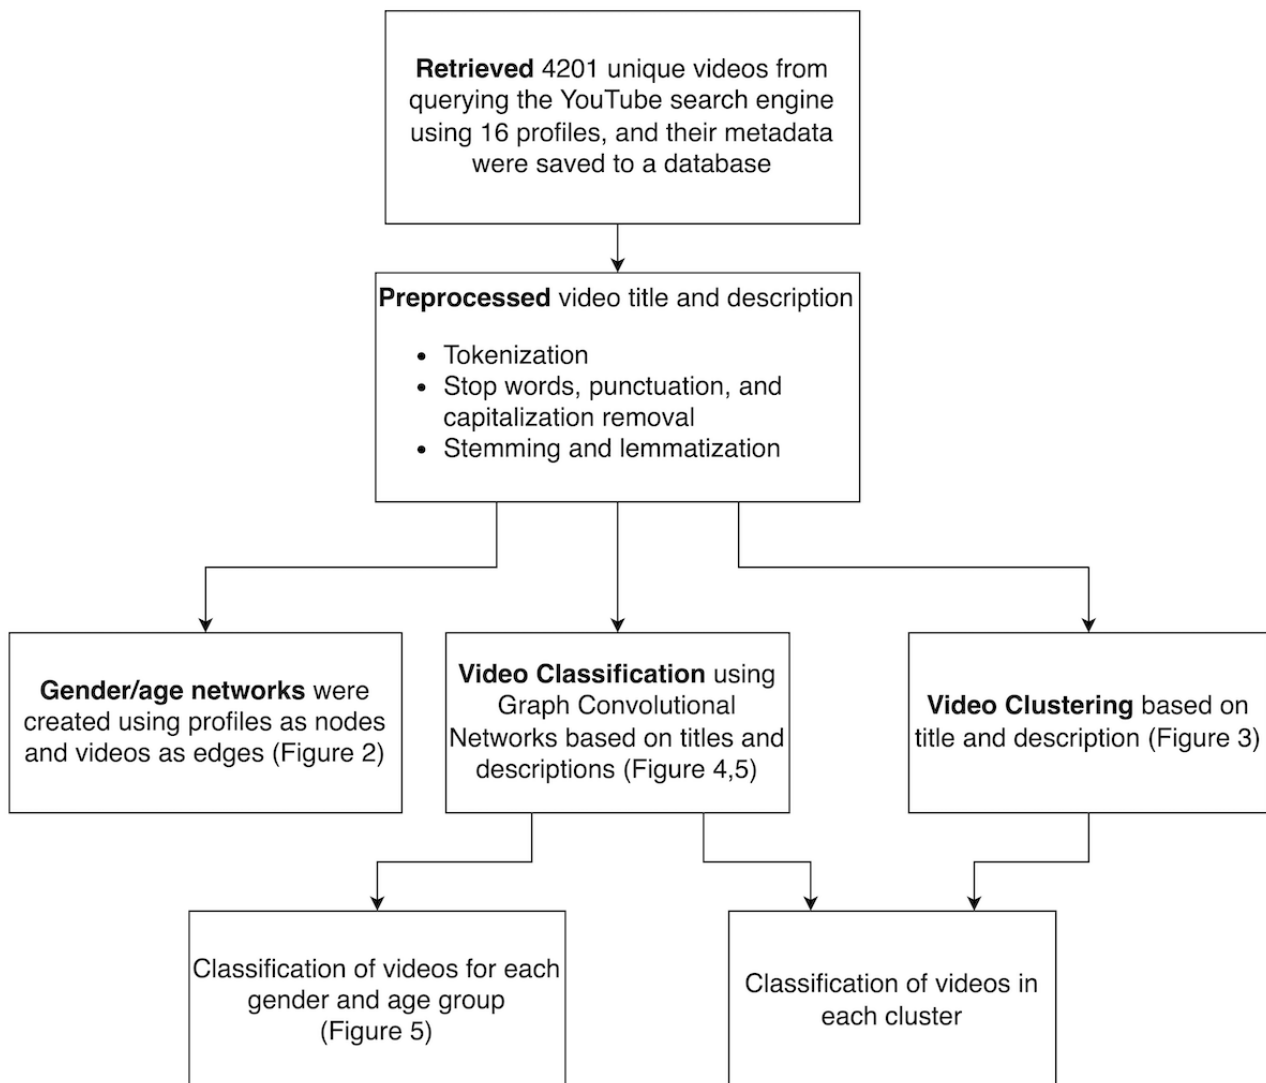 Retrieved 4201 unique videos from
querying the YouTube search engine
using 16 profiles, and their metadata
were saved to a database
Preprocessed video title and description
• Tokenization
• Stop words, punctuation, and
capitalization removal
• Stemming and lemmatization
Gender/age networks were
created using profiles as nodes
and videos as edges (Figure 2)
Video Classification using
Graph Convolutional
Networks based on titles and
descriptions (Figure 4,5)
Video Clustering based on
title and description (Figure 3)
Classification of videos for each
gender and age group
(Figure 5)
Classification of videos in
each cluster